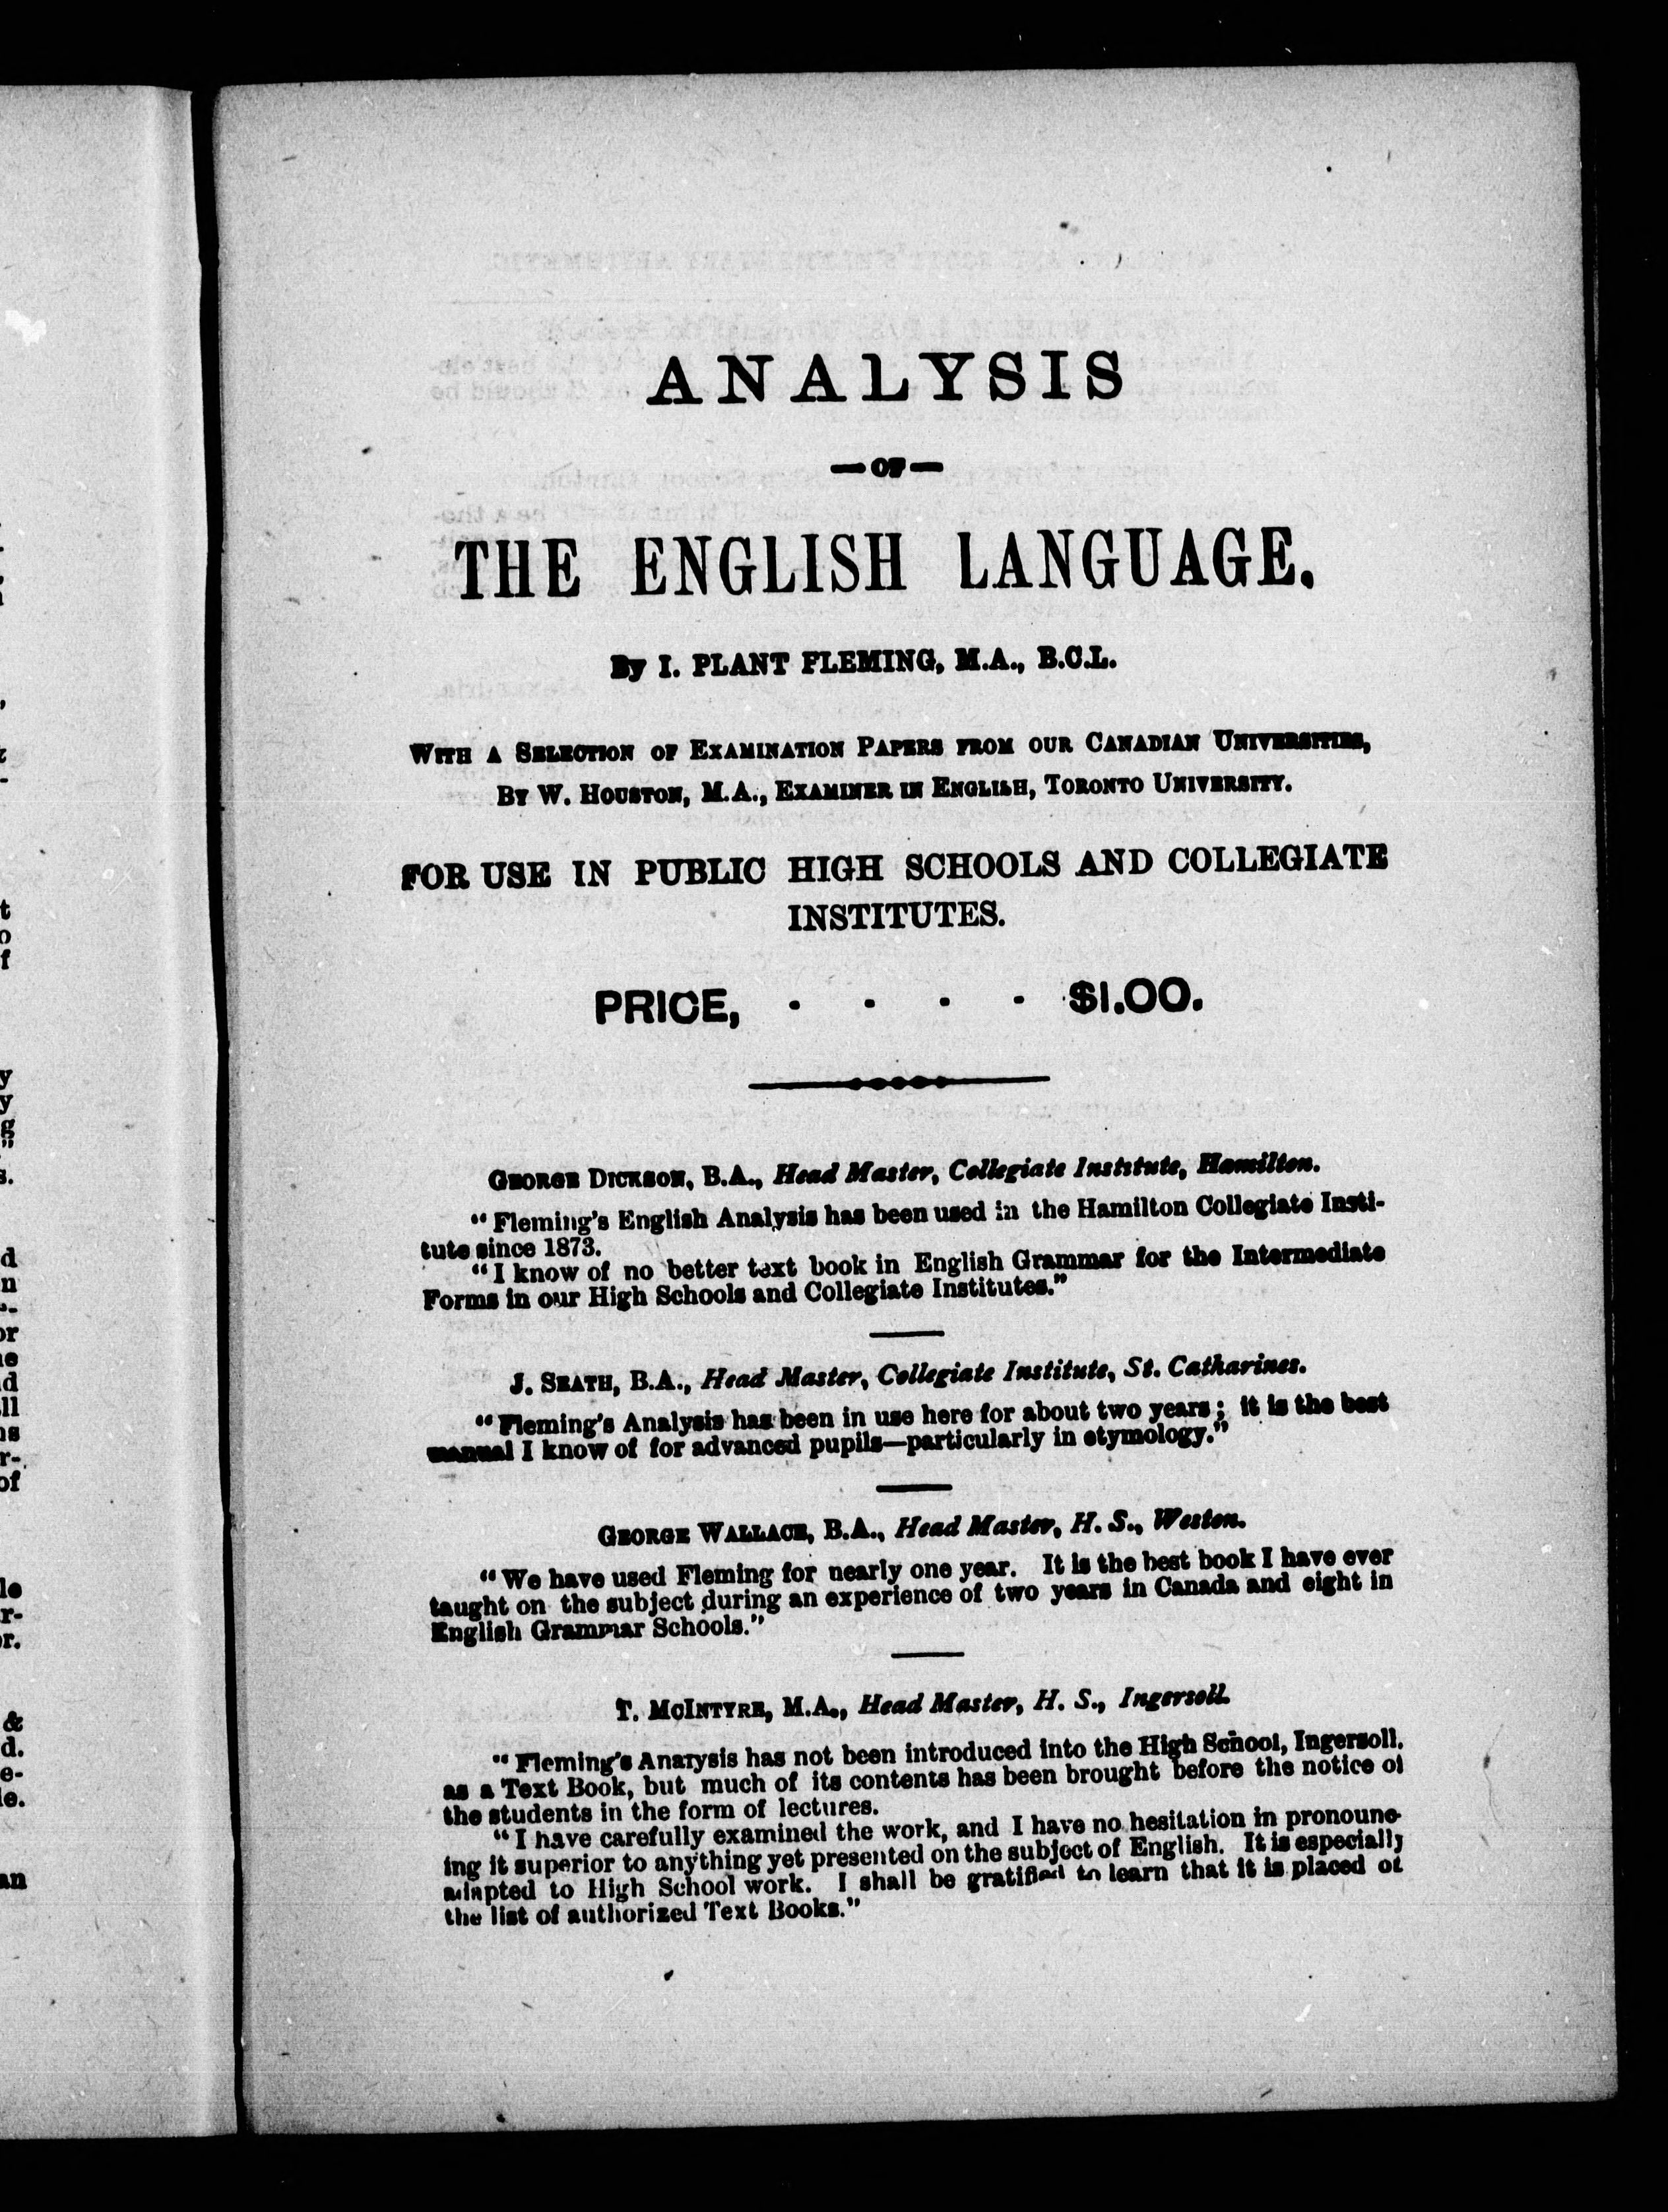 ANALYSIS
—OF—
THE ENGLISH LANGUAGE.
By I. PLANT FLEMING, M.A., B.C.L.
WITH A SELECTION OF EXAMINATION PAPERS FROM OUR CANADIAN UNIVERSITIES,
BY W. HOUSTON, M.A., EXAMINER IN ENGLISH, TORONTO UNIVERSITY.
FOR USE IN PUBLIC HIGH SCHOOLS AND COLLEGIATE
INSTITUTES.
PRICE, - - - - $1.00.
GEORGE DICKSON, B.A., Head Master, Collegiate Institute, Hamilton.
“Fleming's English Analysis has been used in the Hamilton Collegiate Insti-
tute since 1873.
“I know of no better text book in English Grammar for the Intermediate
Forms in our High Schools and Collegiate Institutes.”
J. SEATH, B.A., Head Master, Collegiate Institute, St. Catharines.
“Fleming's Analysis has been in use here for about two years; it is the best
manual I know of for advanced pupils—particularly in etymology.”
GEORGE WALLACE, B.A., Head Master, H. S., Weston.
“We have used Fleming for nearly one year. It is the best book I have ever
taught on the subject during an experience of two years in Canada and eight in
English Grammar Schools.”
T. MCINTYRE, M.A., Head Master, H. S., Ingersoll.
“Fleming's Analysis has not been introduced into the High School, Ingersoll,
as a Text Book, but much of its contents has been brought before the notice of
the students in the form of lectures.
“I have carefully examined the work, and I have no hesitation in pronounc-
ing it superior to anything yet presented on the subject of English. It is especially
adapted to High School work. I shall be gratified to learn that it is placed on
the list of authorized Text Books.”